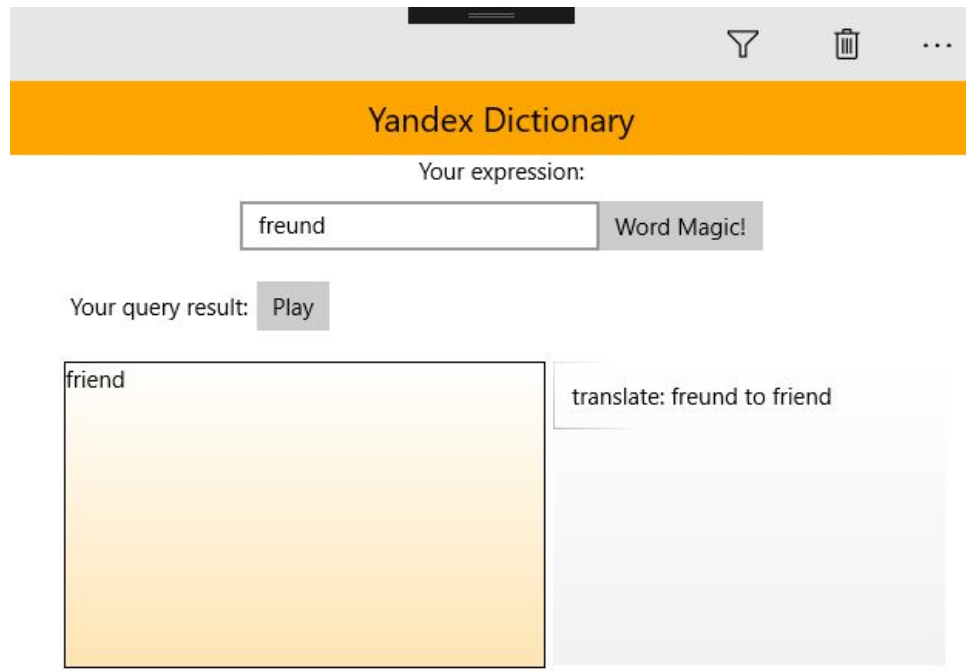 Yandex Dictionary
Your expression:
freund
Word Magic!
Your query result:
Play
friend
translate: freund to friend